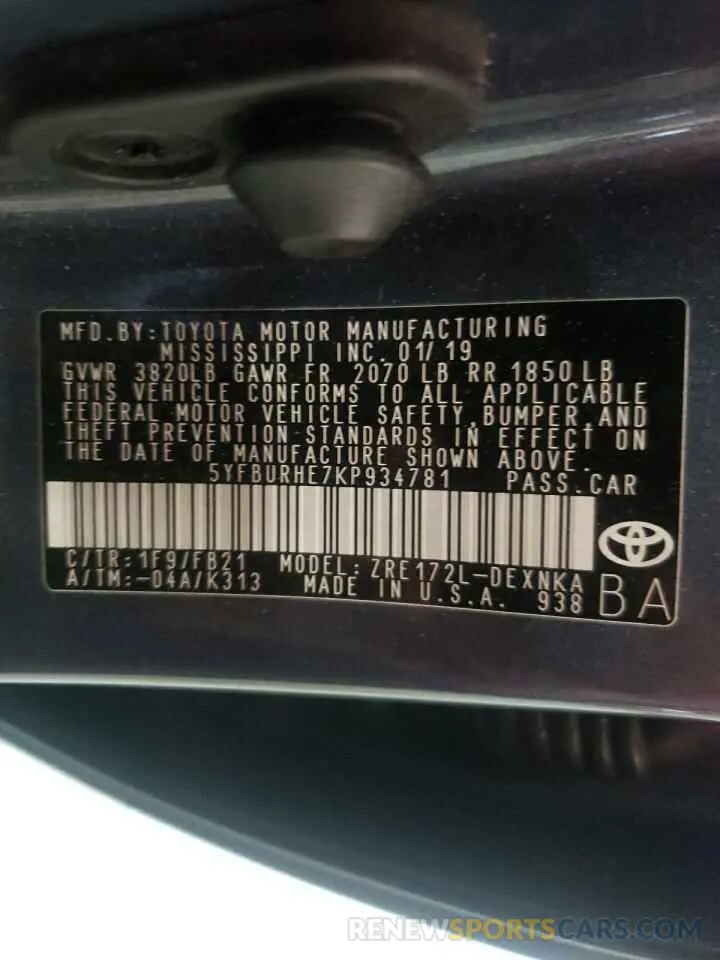 MFD.BY:TOYOTA MOTOR MANUFACTURING
MISSISSIPPI INC. 01/19
GVWR 3820LB GAWR FR 2070 LB RR 1850 LB
THIS VEHICLE CONFORMS TO ALL APPLICABLE
FEDERAL MOTOR VEHICLE SAFETY,BUMPER,AND
THEFT PREVENTION STANDARDS IN EFFECT ON
THE DATE OF MANUFACTURE SHOWN ABOVE.
5YFBURHE7KP934781 PASS.CAR
C/TR:1F9/FB21 MODEL:ZRE172L-DEXNKA
A/TM:-04A/K313 MADE IN U.S.A. 938 BA
RENEWSPORTSCARS.COM